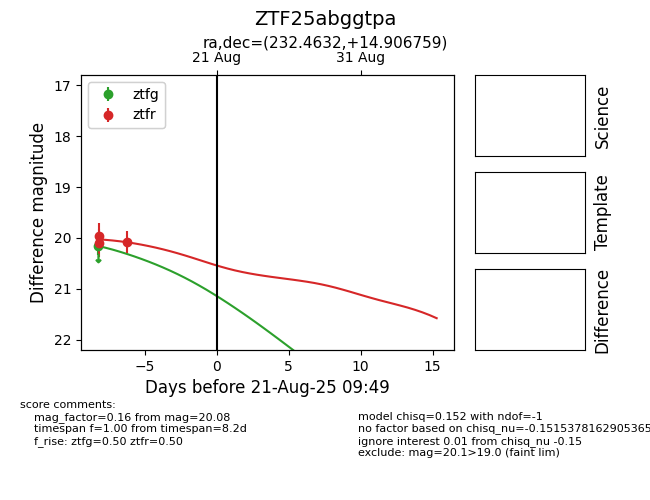 ZTF25abggtpa
ra,dec=(232.4632,+14.906759)
21 Aug
31 Aug
ztfg
ztfr
17
18
19
20
21
22
Difference magnitude
−5
0
5
10
15
Days before 21-Aug-25 09:49
Science
Template
Difference
score comments:
mag_factor=0.16 from mag=20.08
timespan f=1.00 from timespan=8.2d
f_rise: ztfg=0.50 ztfr=0.50
model chisq=0.152 with ndof=-1
no factor based on chisq_nu=-0.1515378162905365
ignore interest 0.01 from chisq_nu -0.15
exclude: mag=20.1>19.0 (faint lim)